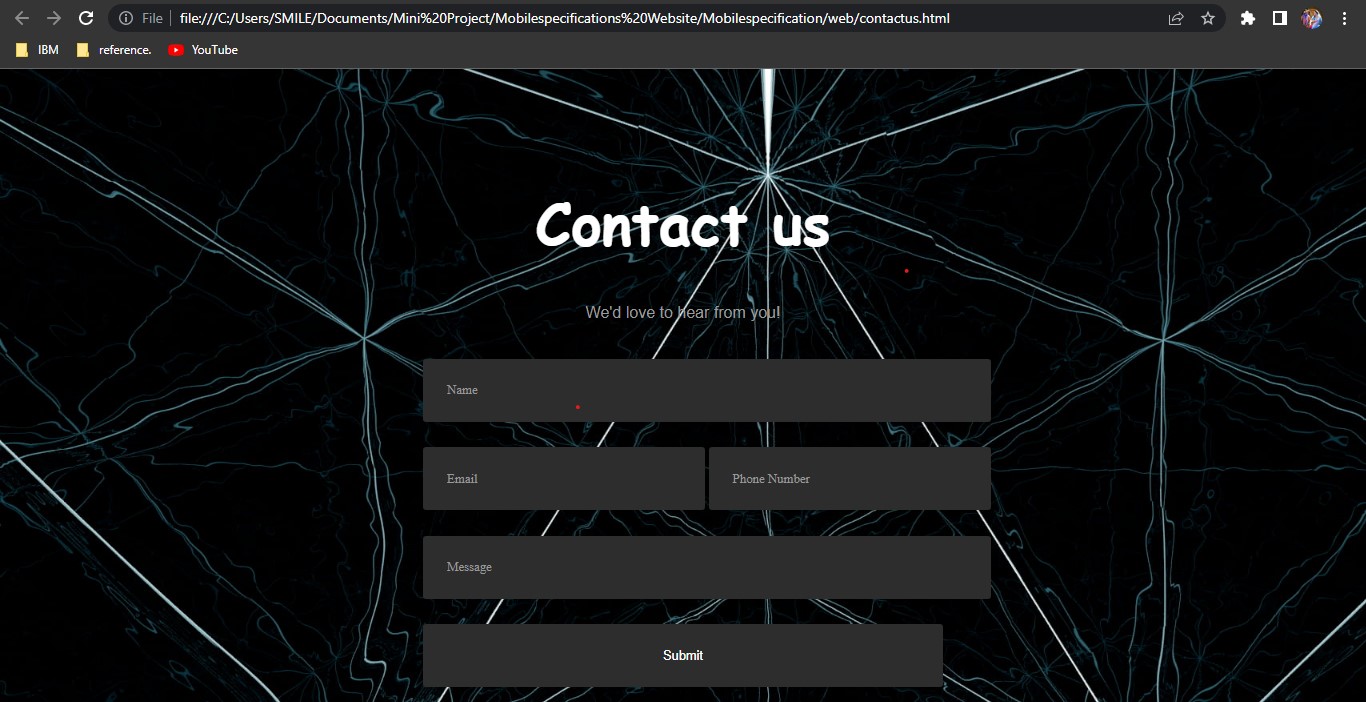 File file:///C:/Users/SMILE/Documents/Mini%20Project/Mobilespecifications%20Website/Mobilespecification/web/contactus.html
IBM reference. YouTube
Contact us
We'd love to hear from you!
Name
Email Phone Number
Message
Submit